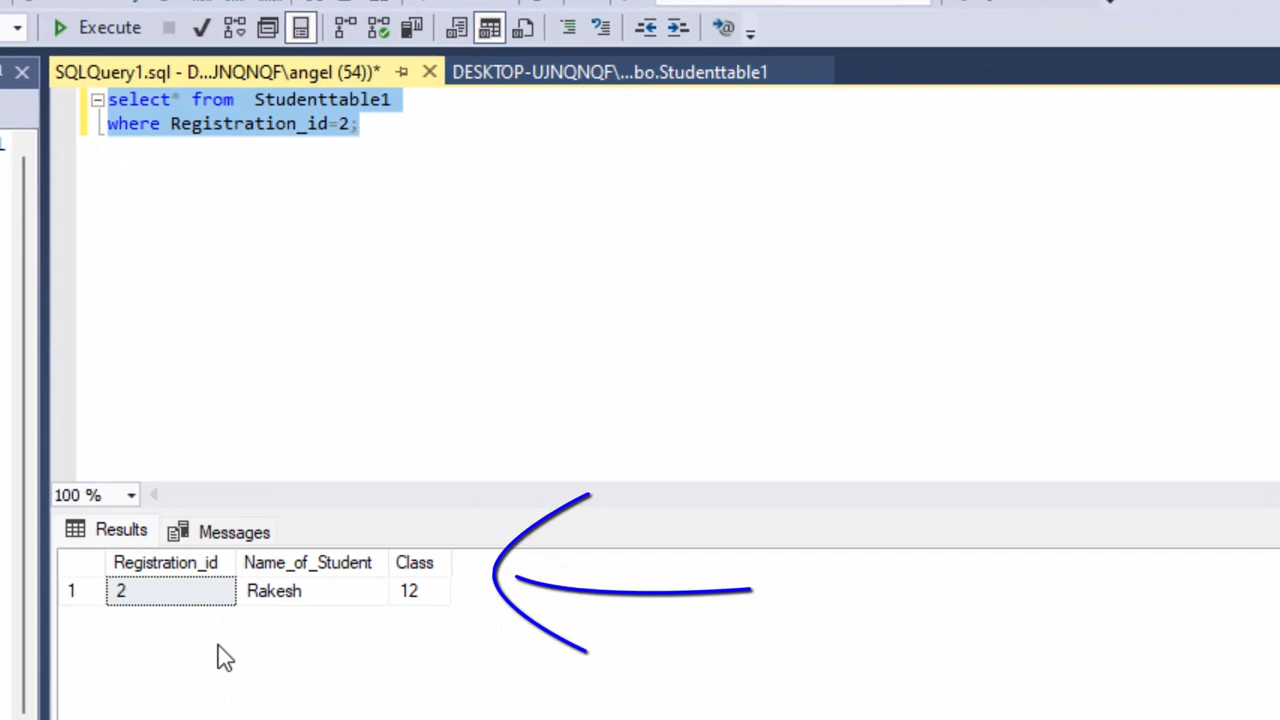 Execute
SQLQuery1.sql - D...JNQNQF\angel (54))*
DESKTOP-UJNQNQF\...bo.Studenttable1
select* from  Studenttable1
where Registration_id=2;
100 %
Results
Messages
Registration_id Name_of_Student Class
1 2 Rakesh 12